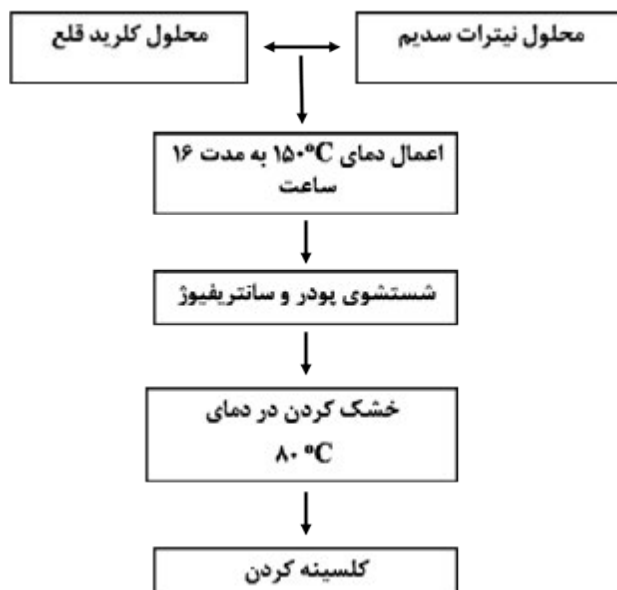 محلول نیترات سدیم
محلول کلرید قلع
اعمال دمای ۱۵۰°C به مدت ۱۶
ساعت
شستشوی پودر و سانتریفیوژ
خشک کردن در دمای
۸۰ °C
کلسینه کردن